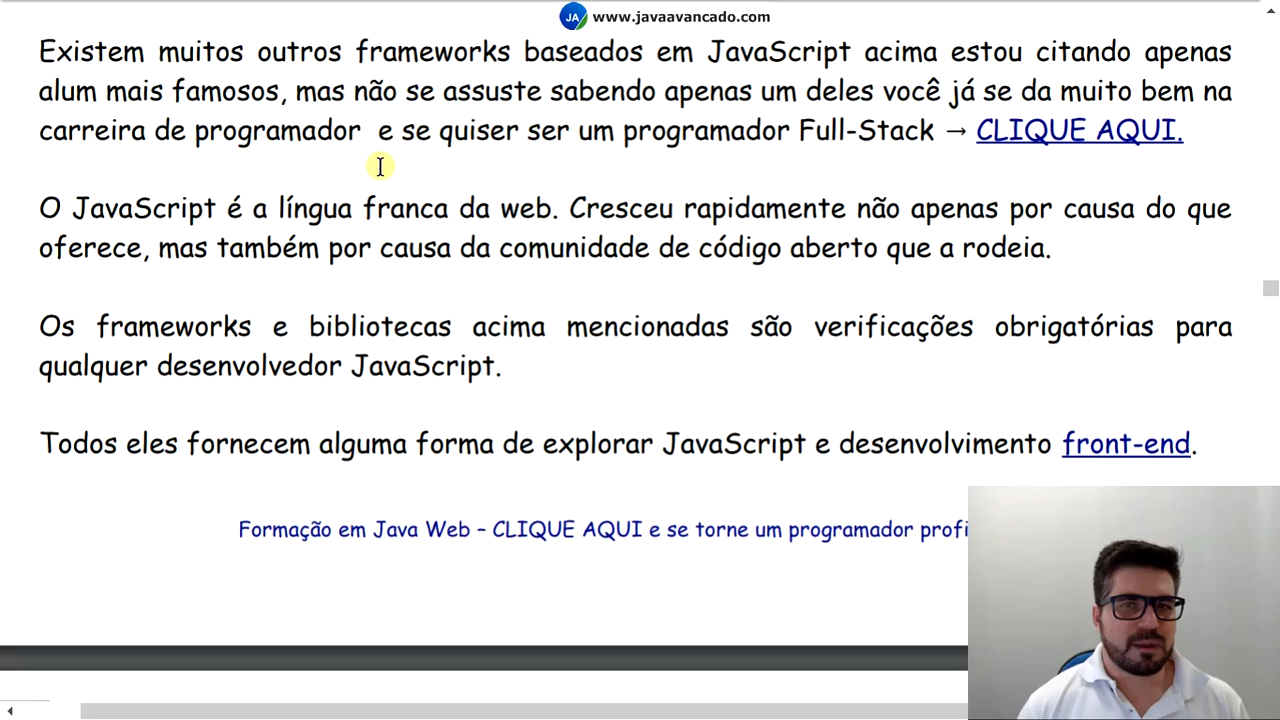 JA www.javaavancado.com
Existem muitos outros frameworks baseados em JavaScript acima estou citando apenas
alum mais famosos, mas não se assuste sabendo apenas um deles você já se da muito bem na
carreira de programador e se quiser ser um programador Full-Stack → CLIQUE AQUI.
O JavaScript é a língua franca da web. Cresceu rapidamente não apenas por causa do que
oferece, mas também por causa da comunidade de código aberto que a rodeia.
Os frameworks e bibliotecas acima mencionadas são verificações obrigatórias para
qualquer desenvolvedor JavaScript.
Todos eles fornecem alguma forma de explorar JavaScript e desenvolvimento front-end.
Formação em Java Web – CLIQUE AQUI e se torne um programador profi